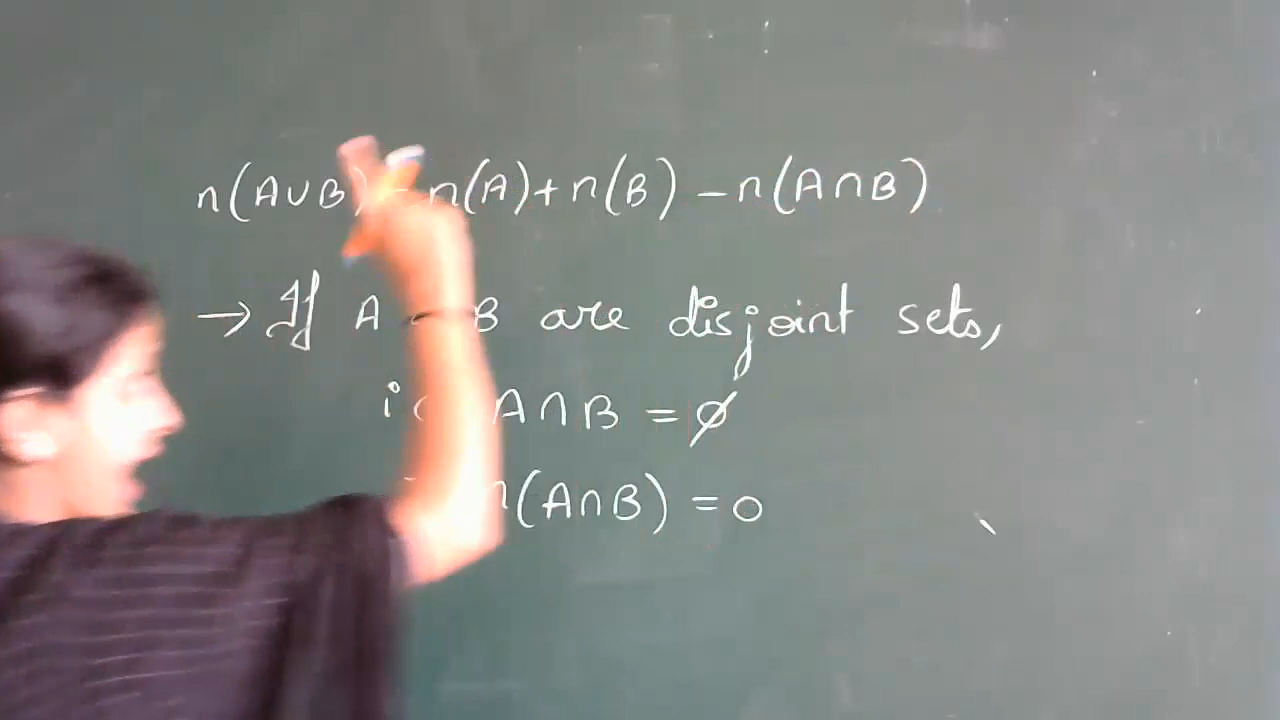 n(A∪B) = n(A)+n(B) -n(A∩B)
→ If A B are disjoint sets,
A∩B = ∅
n(A∩B) = 0